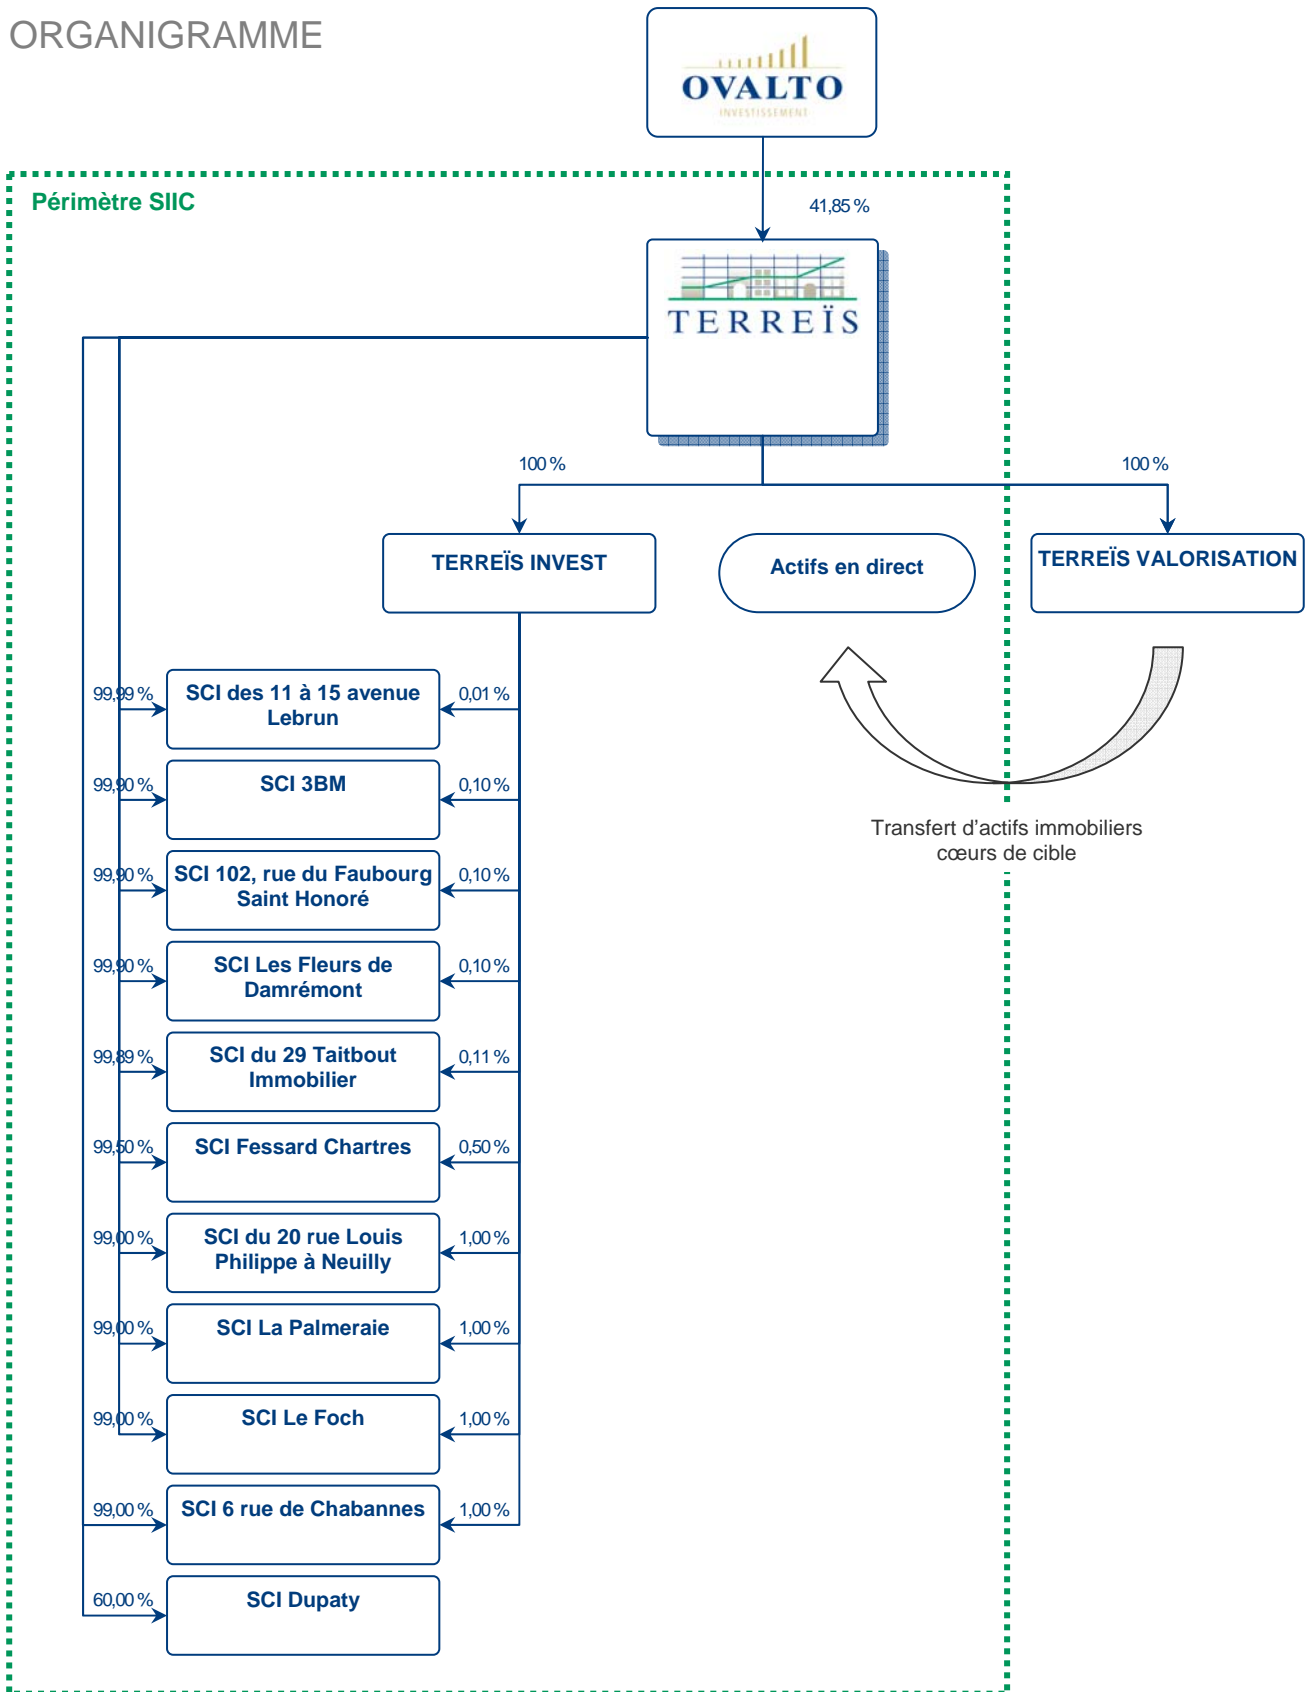 ORGANIGRAMME
OVALTO
INVESTISSEMENT
Périmètre SIIC
41,85 %
TERREÏS
100 %
100 %
TERREÏS INVEST
Actifs en direct
TERREÏS VALORISATION
99,99 %
SCI des 11 à 15 avenue
Lebrun
0,01 %
99,90 %
SCI 3BM
0,10 %
99,90 %
SCI 102, rue du Faubourg
Saint Honoré
0,10 %
Transfert d’actifs immobiliers
cœurs de cible
99,90 %
SCI Les Fleurs de
Damrémont
0,10 %
99,89 %
SCI du 29 Taitbout
Immobilier
0,11 %
99,50 %
SCI Fessard Chartres
0,50 %
99,00 %
SCI du 20 rue Louis
Philippe à Neuilly
1,00 %
99,00 %
SCI La Palmeraie
1,00 %
99,00 %
SCI Le Foch
1,00 %
99,00 %
SCI 6 rue de Chabannes
1,00 %
60,00 %
SCI Dupaty